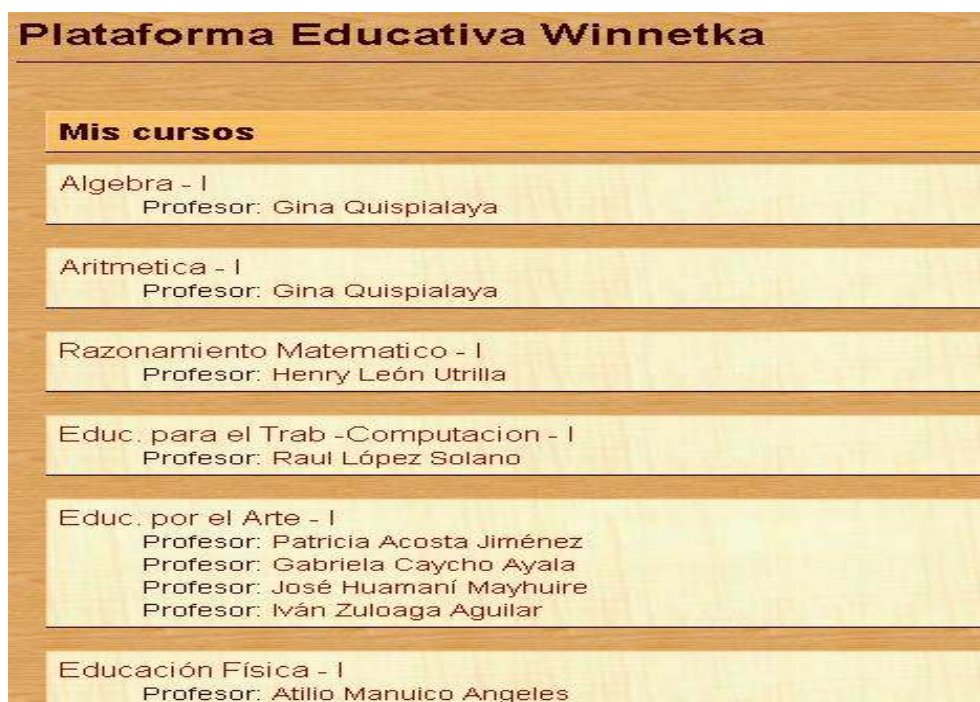 Plataforma Educativa Winnetka
Mis cursos
Algebra - I
Profesor: Gina Quispialaya
Aritmetica - I
Profesor: Gina Quispialaya
Razonamiento Matematico - I
Profesor: Henry León Utrilla
Educ. para el Trab -Computacion - I
Profesor: Raul López Solano
Educ. por el Arte - I
Profesor: Patricia Acosta Jiménez
Profesor: Gabriela Caycho Ayala
Profesor: José Huamaní Mayhuire
Profesor: Iván Zuloaga Aguilar
Educación Física - I
Profesor: Atilio Manuico Angeles